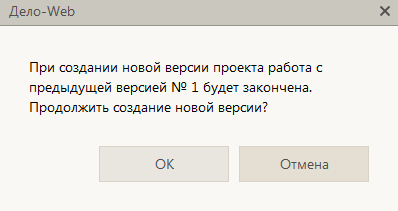 Дело-Web
При создании новой версии проекта работа с
предыдущей версией № 1 будет закончена.
Продолжить создание новой версии?
ОК
Отмена